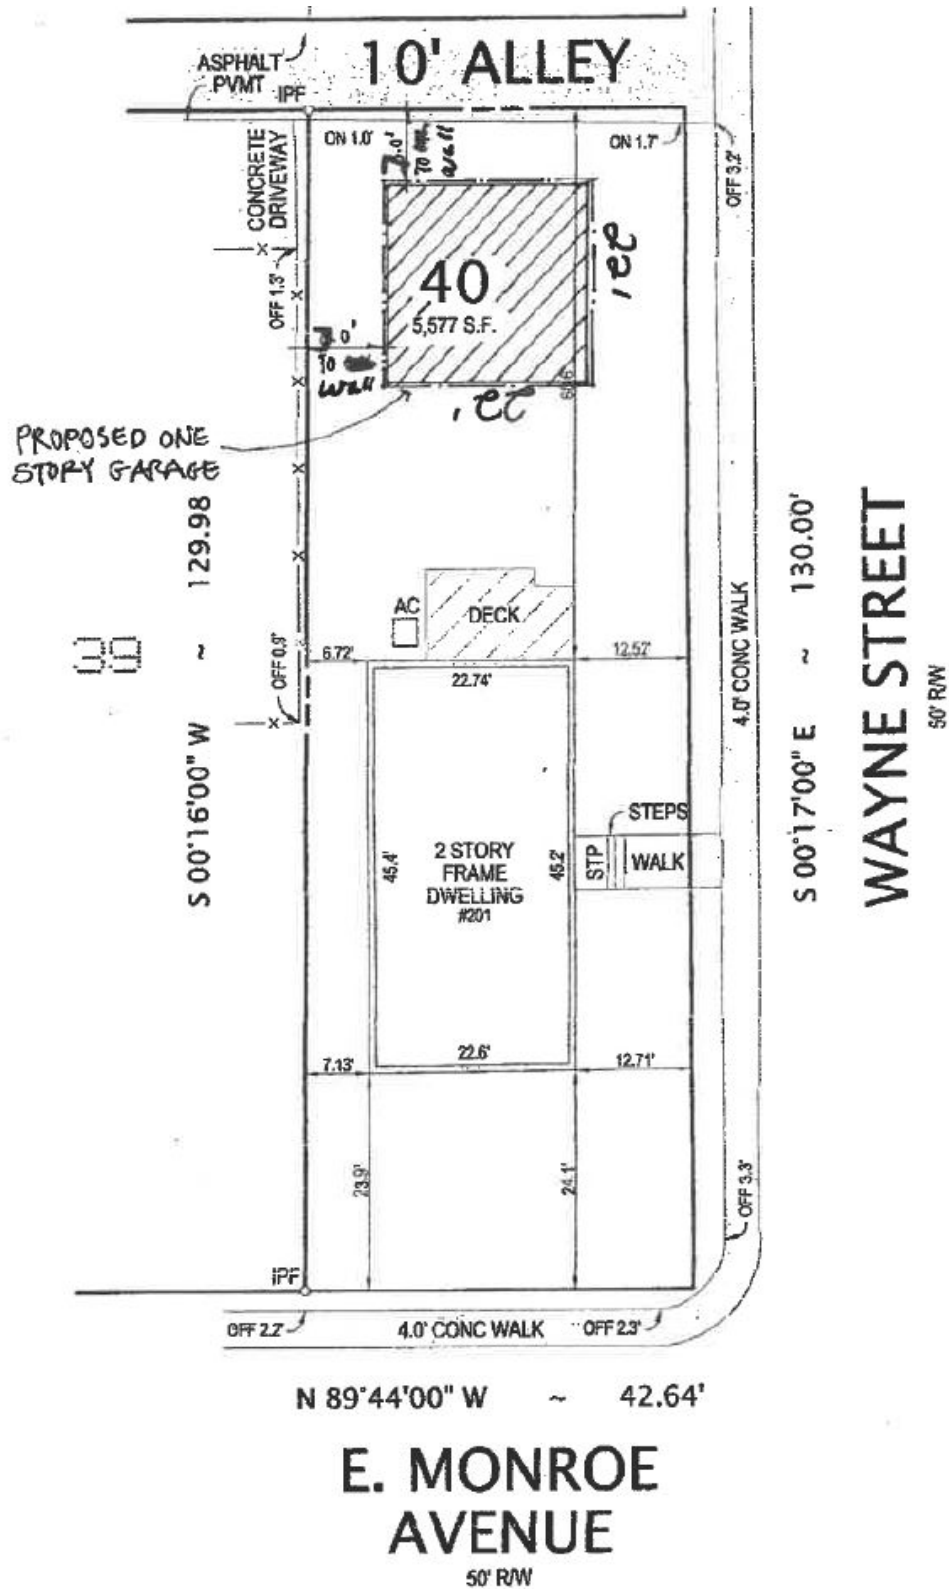 10' ALLEY
ASPHALT
PVMT
IPF
CONCRETE
DRIVEWAY
ON 1.0'
7.0'
TO
wall
ON 1.7'
OFF 3.2'
OFF 1.3'
40
5,577 S.F.
22'
7.0'
TO
wall
22'
PROPOSED ONE
STORY GARAGE
129.98
130.00'
39
~
~
S 00°16'00" W
S 00°17'00" E
WAYNE STREET
50' R/W
4.0' CONC WALK
AC
DECK
OFF 0.9'
6.72'
12.52'
22.74'
STEPS
STP
WALK
45.4'
2 STORY
FRAME
DWELLING
#201
45.2'
22.6'
7.13'
12.71'
23.9'
24.1'
OFF 3.3'
IPF
OFF 2.2'
4.0' CONC WALK
OFF 2.3'
N 89°44'00" W ~ 42.64'
E. MONROE
AVENUE
50' R/W